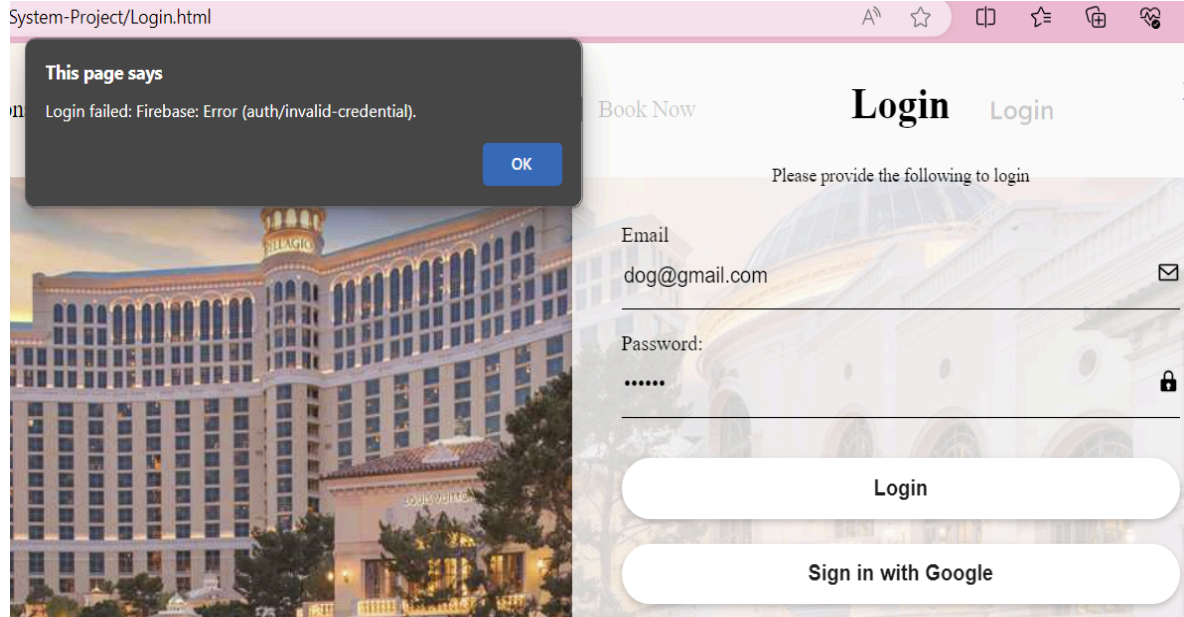 System-Project/Login.html
This page says
Login failed: Firebase: Error (auth/invalid-credential).
OK
Book Now
Login
Login
Please provide the following to login
Email
dog@gmail.com
Password:
••••••
Login
Sign in with Google